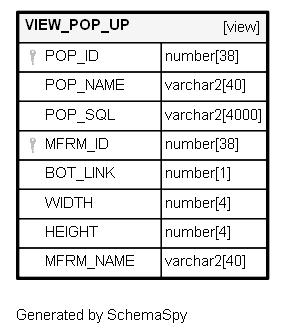 VIEW_POP_UP [view]
POP_ID number[38]
POP_NAME varchar2[40]
POP_SQL varchar2[4000]
MFRM_ID number[38]
BOT_LINK number[1]
WIDTH number[4]
HEIGHT number[4]
MFRM_NAME varchar2[40]
Generated by SchemaSpy